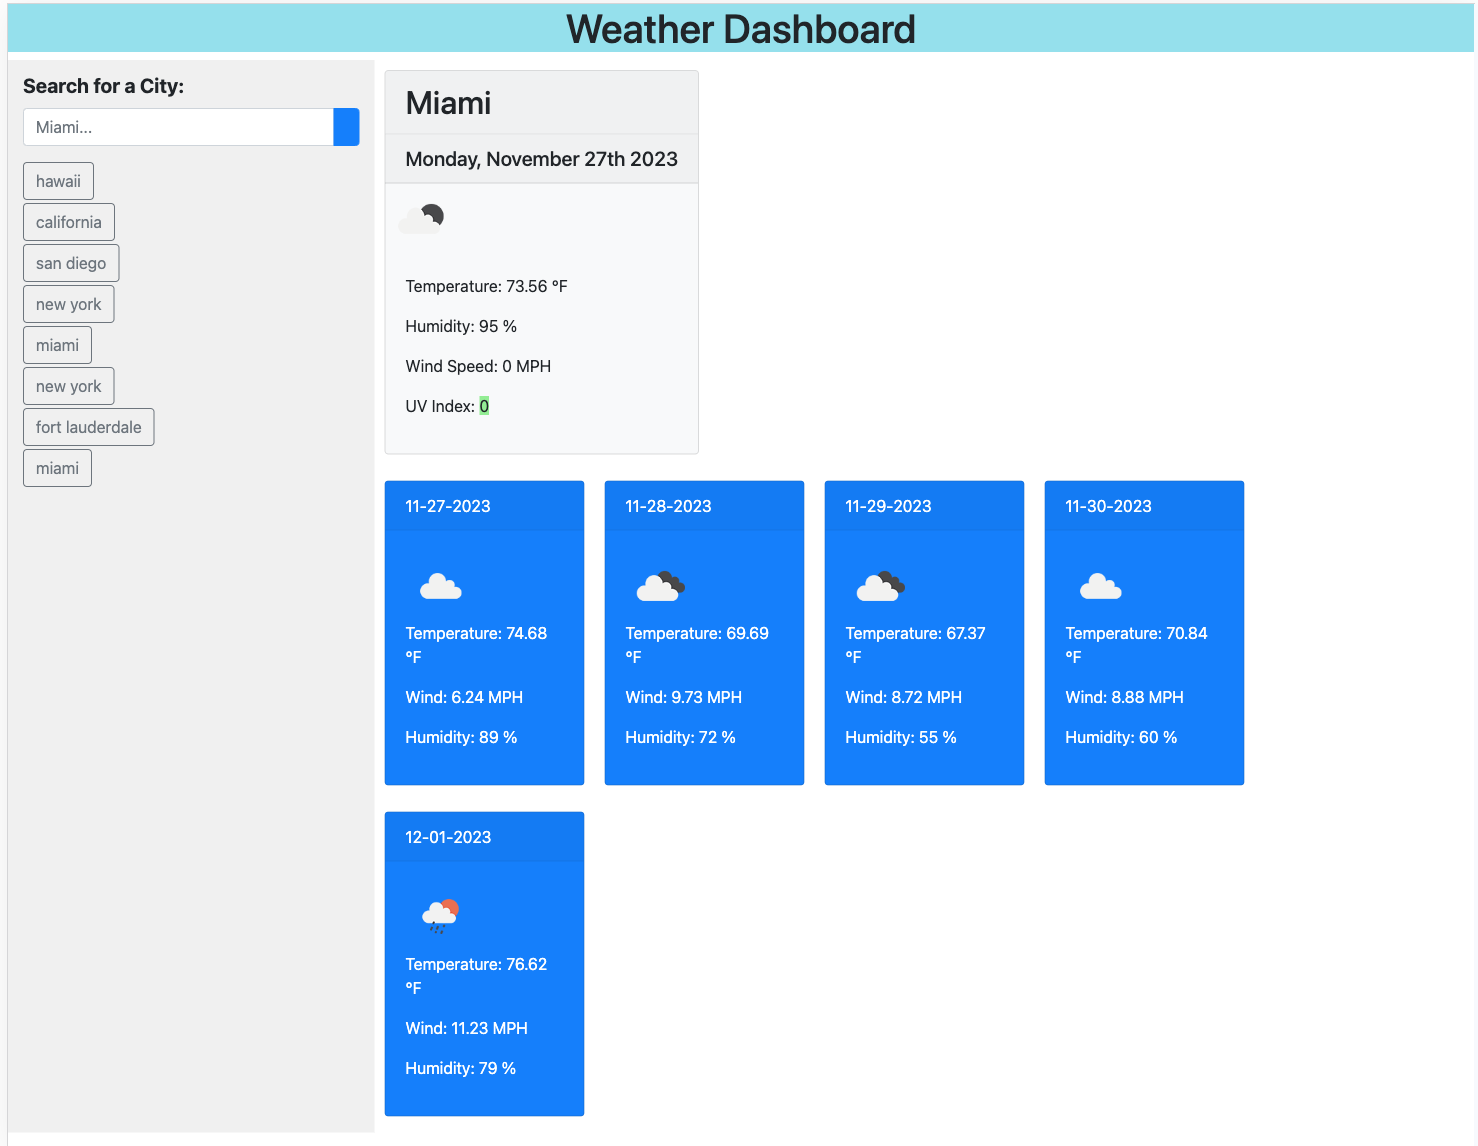 Weather Dashboard
Search for a City:
Miami...
hawaii
california
san diego
new york
miami
new york
fort lauderdale
miami
Miami
Monday, November 27th 2023
Temperature: 73.56 °F
Humidity: 95 %
Wind Speed: 0 MPH
UV Index: 0
11-27-2023
Temperature: 74.68
°F
Wind: 6.24 MPH
Humidity: 89 %
11-28-2023
Temperature: 69.69
°F
Wind: 9.73 MPH
Humidity: 72 %
11-29-2023
Temperature: 67.37
°F
Wind: 8.72 MPH
Humidity: 55 %
11-30-2023
Temperature: 70.84
°F
Wind: 8.88 MPH
Humidity: 60 %
12-01-2023
Temperature: 76.62
°F
Wind: 11.23 MPH
Humidity: 79 %